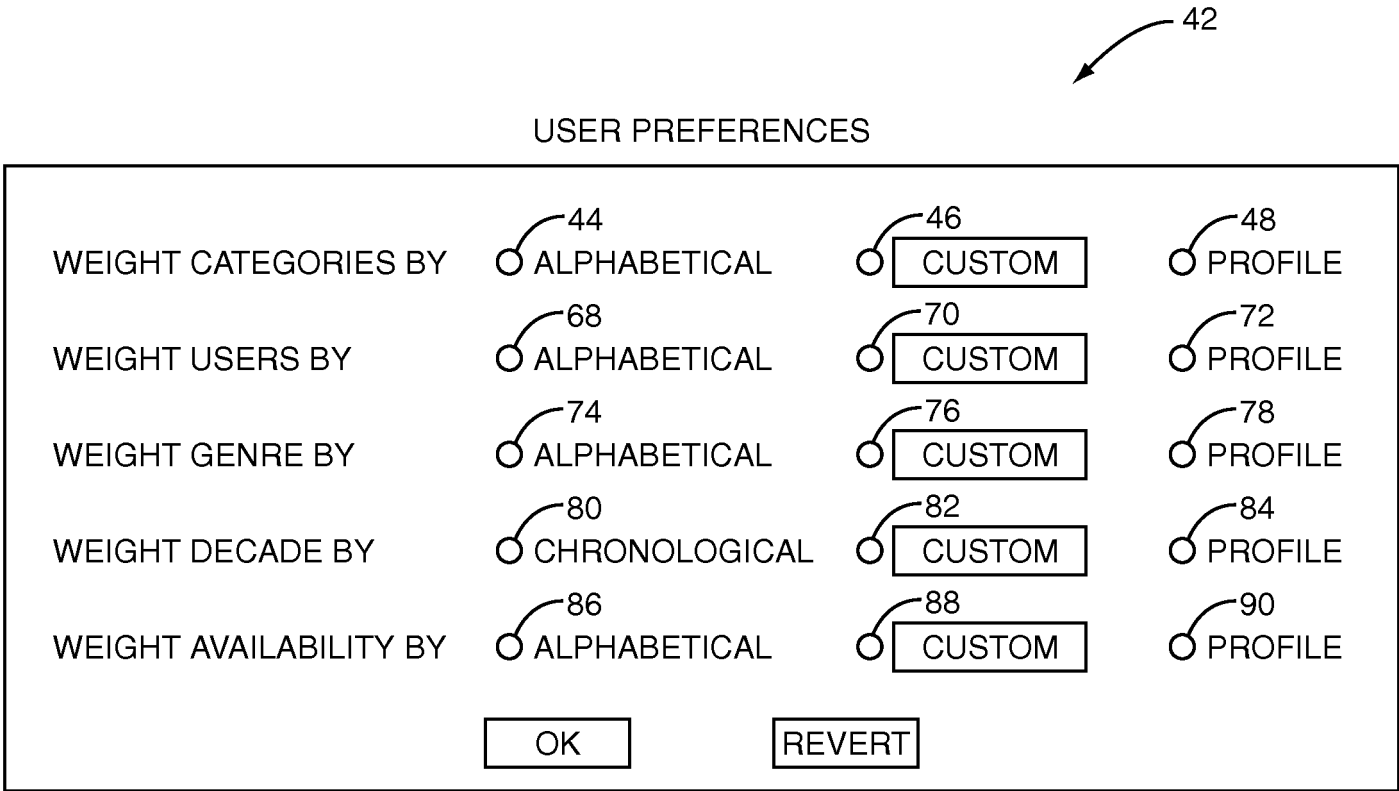 42
USER PREFERENCES
44 46 48
WEIGHT CATEGORIES BY ALPHABETICAL CUSTOM PROFILE
68 70 72
WEIGHT USERS BY ALPHABETICAL CUSTOM PROFILE
74 76 78
WEIGHT GENRE BY ALPHABETICAL CUSTOM PROFILE
80 82 84
WEIGHT DECADE BY CHRONOLOGICAL CUSTOM PROFILE
86 88 90
WEIGHT AVAILABILITY BY ALPHABETICAL CUSTOM PROFILE
OK REVERT